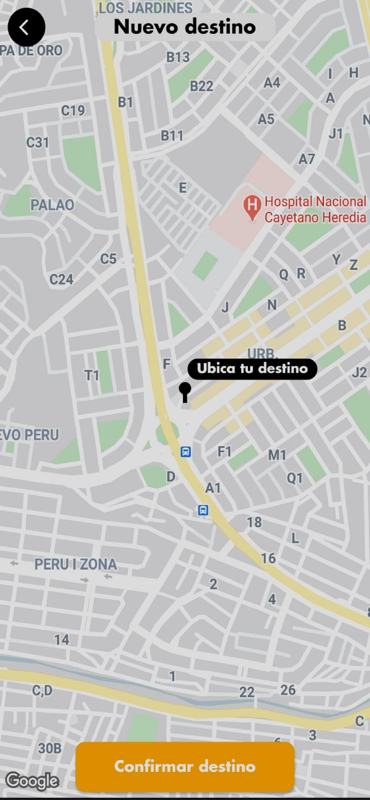 LOS JARDINES
Nuevo destino
PA DE ORO
B13
I
H
B22
A4
A
C19
B1
A5
J1
C31
B11
A7
E
PALAO
Hospital Nacional
Cayetano Heredia
C5
Y
Z
C24
Q
R
J
N
B
URB.
F
Ubica tu destino
T1
J2
EVO PERU
F1
M1
D
Q1
A1
18
L
16
PERU I ZONA
2
4
14
1
C,D
22
26
C
3
30B
Confirmar destino
Google